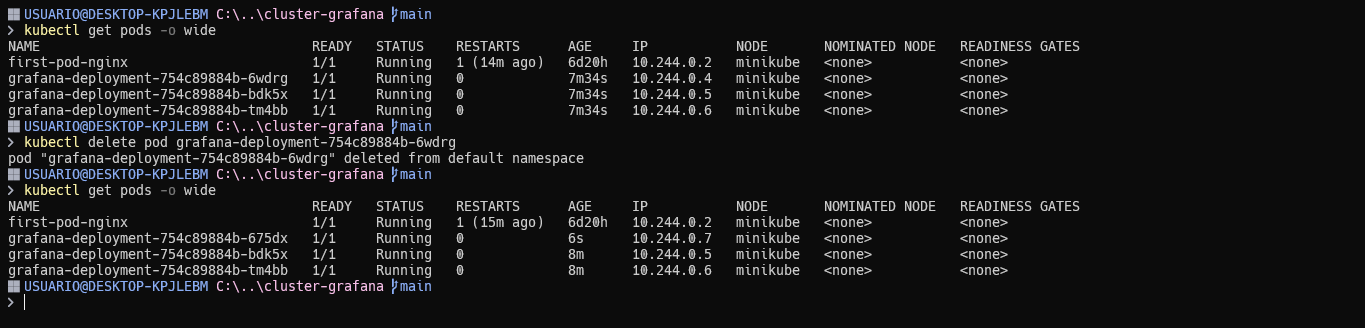 USUARIO@DESKTOP-KPJLEBM C:\..\cluster-grafana main
> kubectl get pods -o wide
NAME READY STATUS RESTARTS AGE IP NODE NOMINATED NODE READINESS GATES
first-pod-nginx 1/1 Running 1 (14m ago) 6d20h 10.244.0.2 minikube <none> <none>
grafana-deployment-754c89884b-6wdrg 1/1 Running 0 7m34s 10.244.0.4 minikube <none> <none>
grafana-deployment-754c89884b-bdk5x 1/1 Running 0 7m34s 10.244.0.5 minikube <none> <none>
grafana-deployment-754c89884b-tm4bb 1/1 Running 0 7m34s 10.244.0.6 minikube <none> <none>
USUARIO@DESKTOP-KPJLEBM C:\..\cluster-grafana main
> kubectl delete pod grafana-deployment-754c89884b-6wdrg
pod "grafana-deployment-754c89884b-6wdrg" deleted from default namespace
USUARIO@DESKTOP-KPJLEBM C:\..\cluster-grafana main
> kubectl get pods -o wide
NAME READY STATUS RESTARTS AGE IP NODE NOMINATED NODE READINESS GATES
first-pod-nginx 1/1 Running 1 (15m ago) 6d20h 10.244.0.2 minikube <none> <none>
grafana-deployment-754c89884b-675dx 1/1 Running 0 6s 10.244.0.7 minikube <none> <none>
grafana-deployment-754c89884b-bdk5x 1/1 Running 0 8m 10.244.0.5 minikube <none> <none>
grafana-deployment-754c89884b-tm4bb 1/1 Running 0 8m 10.244.0.6 minikube <none> <none>
USUARIO@DESKTOP-KPJLEBM C:\..\cluster-grafana main
>